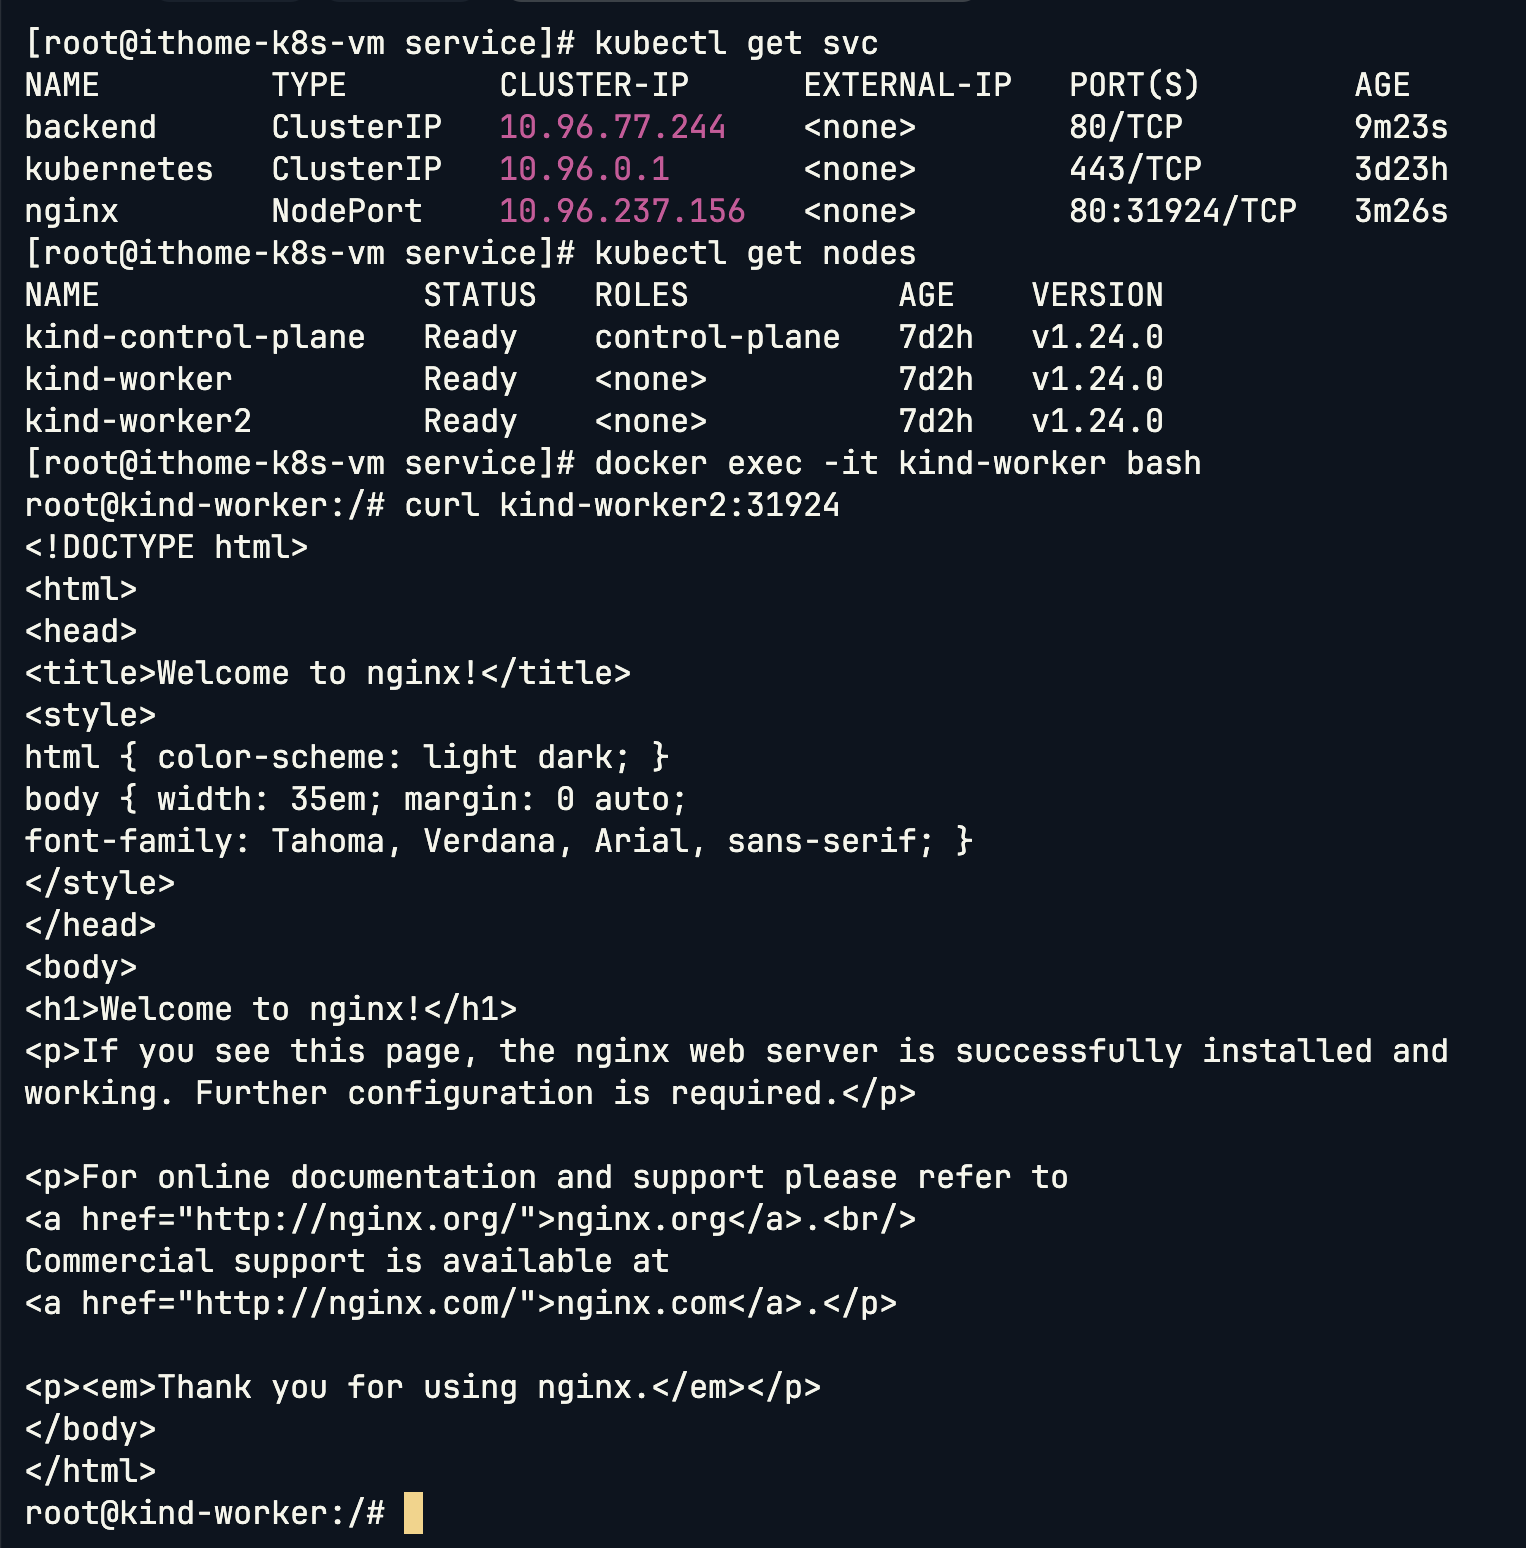 [root@ithome-k8s-vm service]# kubectl get svc
NAME         TYPE        CLUSTER-IP      EXTERNAL-IP   PORT(S)        AGE
backend      ClusterIP   10.96.77.244    <none>        80/TCP         9m23s
kubernetes   ClusterIP   10.96.0.1       <none>        443/TCP        3d23h
nginx        NodePort    10.96.237.156   <none>        80:31924/TCP   3m26s
[root@ithome-k8s-vm service]# kubectl get nodes
NAME                 STATUS   ROLES           AGE    VERSION
kind-control-plane   Ready    control-plane   7d2h   v1.24.0
kind-worker          Ready    <none>          7d2h   v1.24.0
kind-worker2         Ready    <none>          7d2h   v1.24.0
[root@ithome-k8s-vm service]# docker exec -it kind-worker bash
root@kind-worker:/# curl kind-worker2:31924
<!DOCTYPE html>
<html>
<head>
<title>Welcome to nginx!</title>
<style>
html { color-scheme: light dark; }
body { width: 35em; margin: 0 auto;
font-family: Tahoma, Verdana, Arial, sans-serif; }
</style>
</head>
<body>
<h1>Welcome to nginx!</h1>
<p>If you see this page, the nginx web server is successfully installed and
working. Further configuration is required.</p>

<p>For online documentation and support please refer to
<a href="http://nginx.org/">nginx.org</a>.<br/>
Commercial support is available at
<a href="http://nginx.com/">nginx.com</a>.</p>

<p><em>Thank you for using nginx.</em></p>
</body>
</html>
root@kind-worker:/#